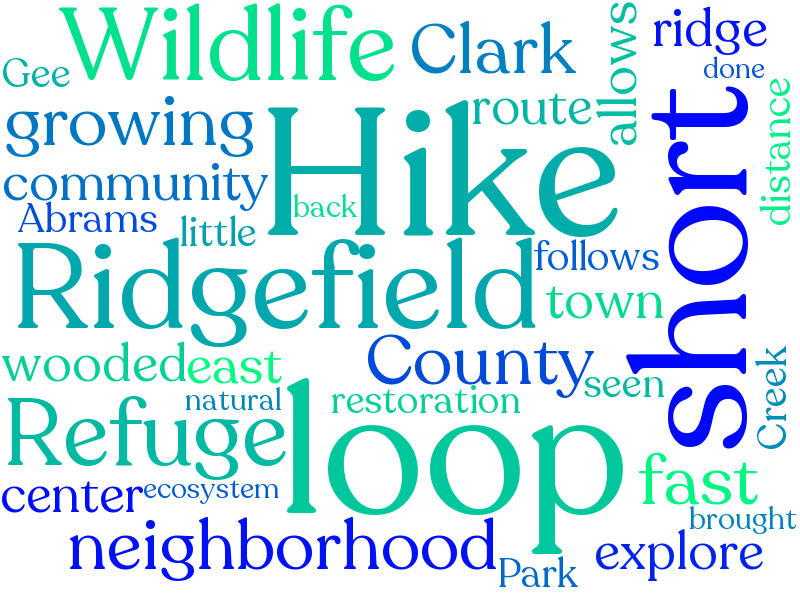 Wildlife
Clark
allows
ridge
Gee
done
growing
Hike
route
short
distance
community
back
Abrams
little
Ridgefield
follows
town
wooded
east
County
seen
Creek
natural
restoration
Refuge
loop
fast
center
ecosystem
brought
neighborhood
explore
Park